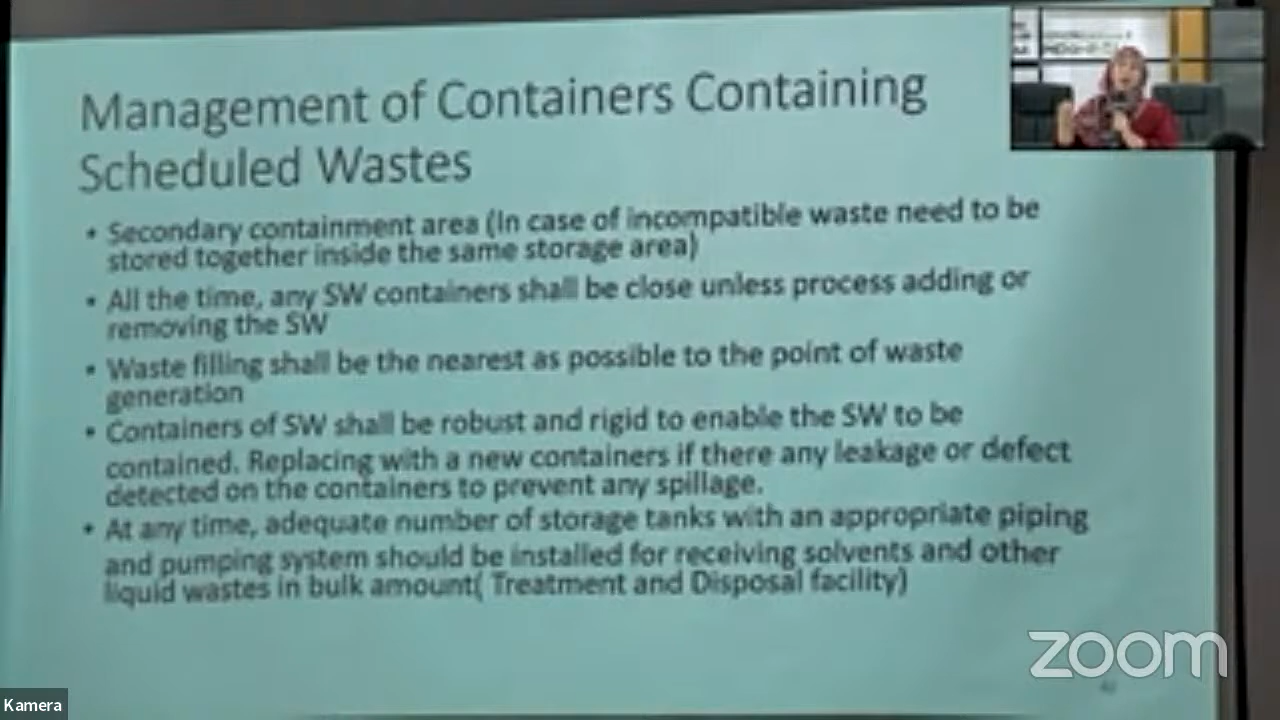 Management of Containers Containing
Scheduled Wastes
• Secondary containment area (In case of incompatible waste need to be
stored together inside the same storage area)
• All the time, any SW containers shall be close unless process adding or
removing the SW
• Waste filling shall be the nearest as possible to the point of waste
generation
• Containers of SW shall be robust and rigid to enable the SW to be
contained. Replacing with a new containers if there any leakage or defect
detected on the containers to prevent any spillage.
• At any time, adequate number of storage tanks with an appropriate piping
and pumping system should be installed for receiving solvents and other
liquid wastes in bulk amount( Treatment and Disposal facility)
zoom
Kamera